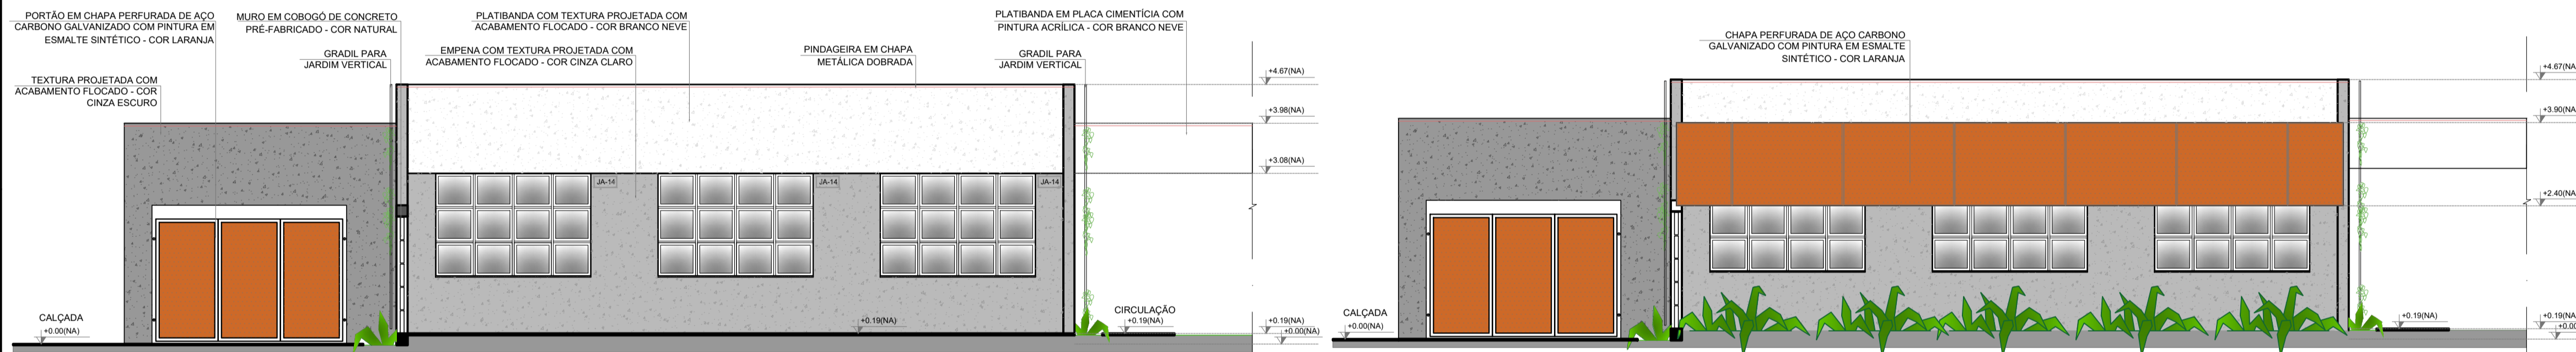 PORTÃO EM CHAPA PERFURADA DE AÇO
CARBONO GALVANIZADO COM PINTURA EM
ESMALTE SINTÉTICO - COR LARANJA
MURO EM COBOGÓ DE CONCRETO
PRÉ-FABRICADO - COR NATURAL
GRADIL PARA
JARDIM VERTICAL
TEXTURA PROJETADA COM
ACABAMENTO FLOCADO - COR
CINZA ESCURO
PLATIBANDA COM TEXTURA PROJETADA COM
ACABAMENTO FLOCADO - COR BRANCO NEVE
EMPENA COM TEXTURA PROJETADA COM
ACABAMENTO FLOCADO - COR CINZA CLARO
PINDAGEIRA EM CHAPA
METÁLICA DOBRADA
PLATIBANDA EM PLACA CIMENTÍCIA COM
PINTURA ACRÍLICA - COR BRANCO NEVE
GRADIL PARA
JARDIM VERTICAL
+4.67(NA)
+3.98(NA)
+3.08(NA)
JA-14
JA-14
JA-14
CALÇADA
+0.00(NA)
+0.19(NA)
CIRCULAÇÃO
+0.19(NA)
+0.19(NA)
+0.00(NA)
CHAPA PERFURADA DE AÇO CARBONO
GALVANIZADO COM PINTURA EM ESMALTE
SINTÉTICO - COR LARANJA
+4.67(NA)
+3.90(NA)
+2.40(NA)
CALÇADA
+0.00(NA)
+0.19(NA)
+0.19(NA)
+0.00